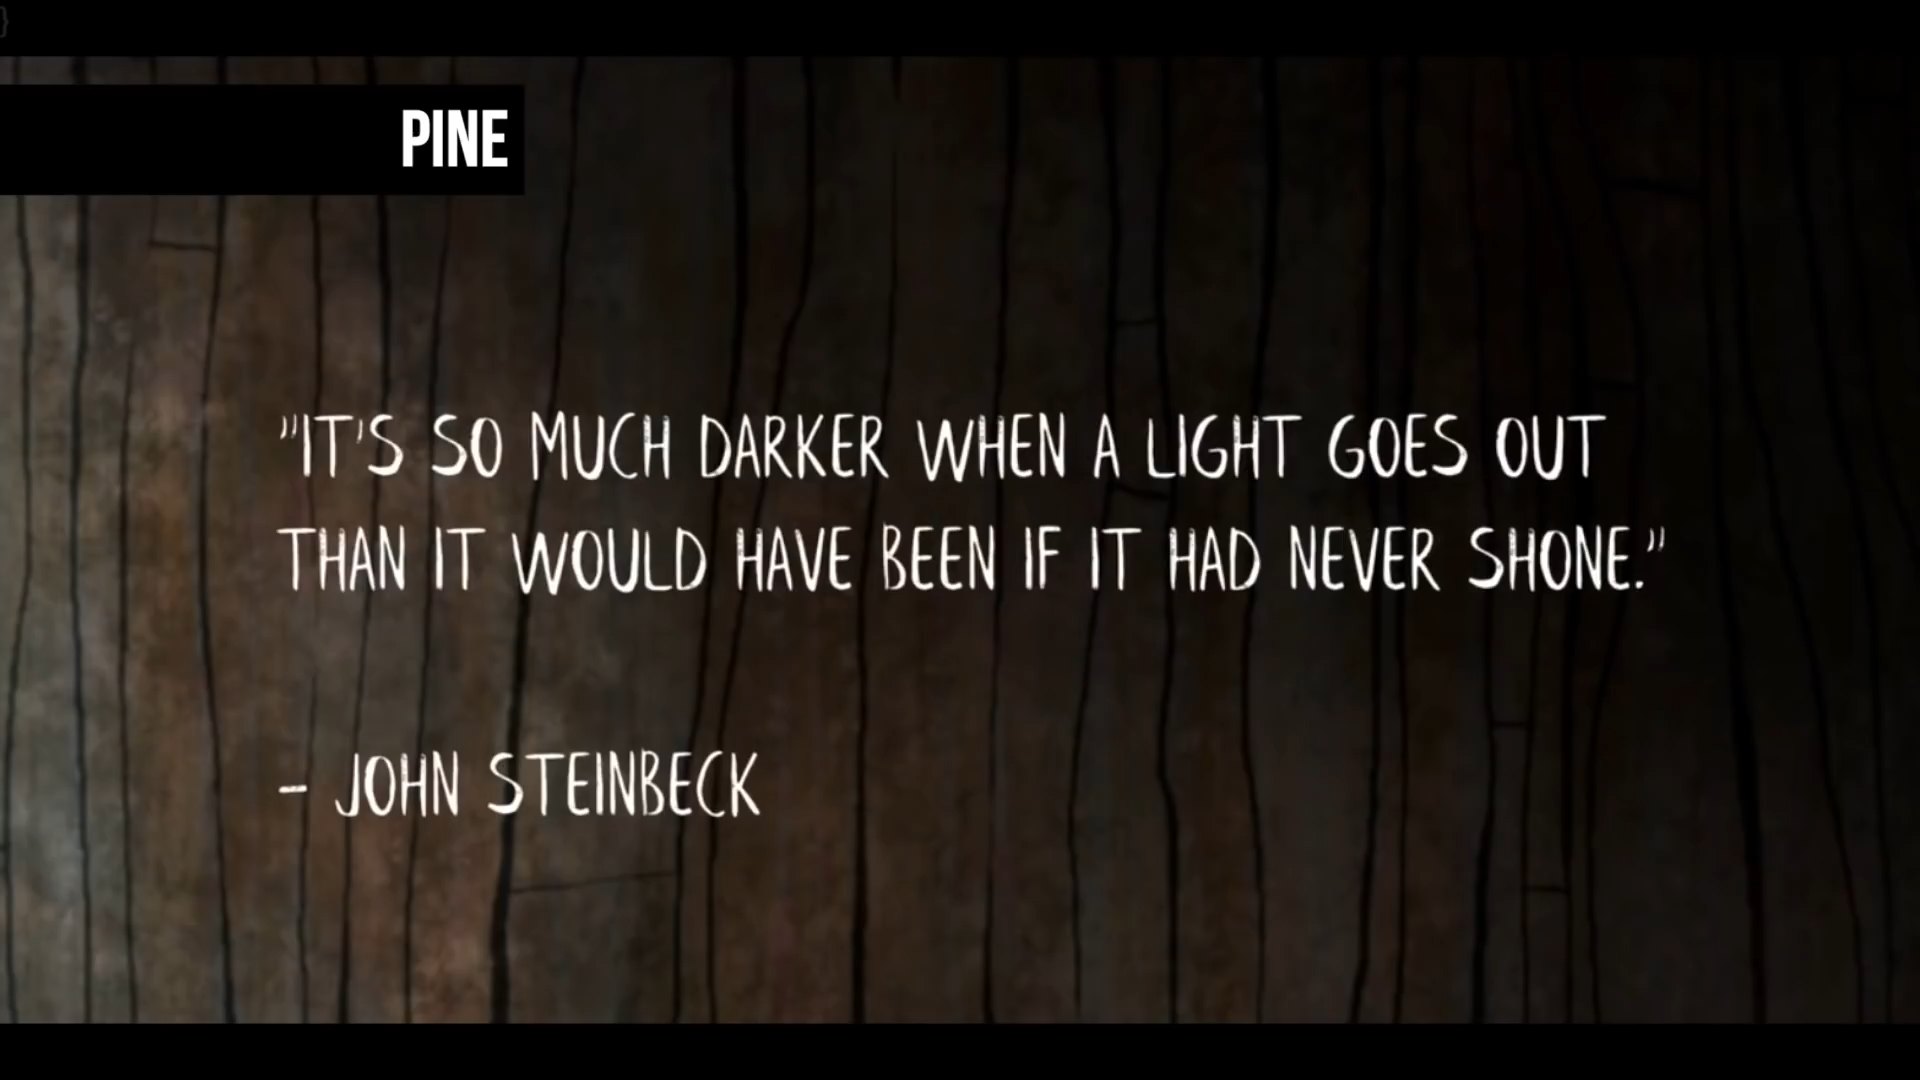 }
PINE
"IT'S SO MUCH DARKER WHEN A LIGHT GOES OUT
THAN IT WOULD HAVE BEEN IF IT HAD NEVER SHONE."
- JOHN STEINBECK